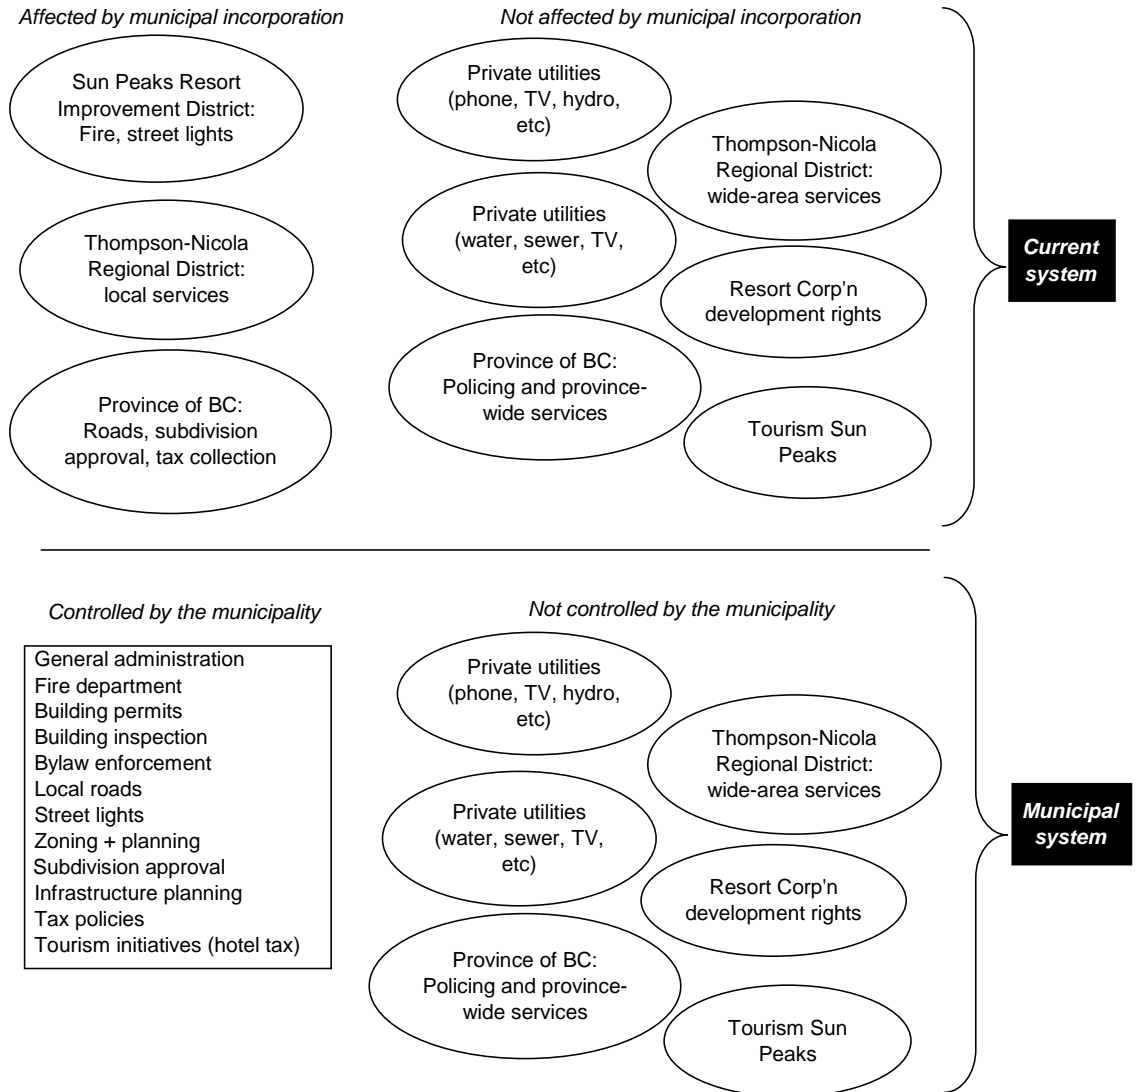 Affected by municipal incorporation
Not affected by municipal incorporation
Sun Peaks Resort
Improvement District:
Fire, street lights
Private utilities
(phone, TV, hydro,
etc)
Thompson-Nicola
Regional District:
wide-area services
Thompson-Nicola
Regional District:
local services
Private utilities
(water, sewer, TV,
etc)
Resort Corp'n
development rights
Province of BC:
Roads, subdivision
approval, tax collection
Province of BC:
Policing and province-
wide services
Tourism Sun
Peaks
Current
system
Controlled by the municipality
Not controlled by the municipality
General administration
Fire department
Building permits
Building inspection
Bylaw enforcement
Local roads
Street lights
Zoning + planning
Subdivision approval
Infrastructure planning
Tax policies
Tourism initiatives (hotel tax)
Private utilities
(phone, TV, hydro,
etc)
Thompson-Nicola
Regional District:
wide-area services
Private utilities
(water, sewer, TV,
etc)
Resort Corp'n
development rights
Province of BC:
Policing and province-
wide services
Tourism Sun
Peaks
Municipal
system